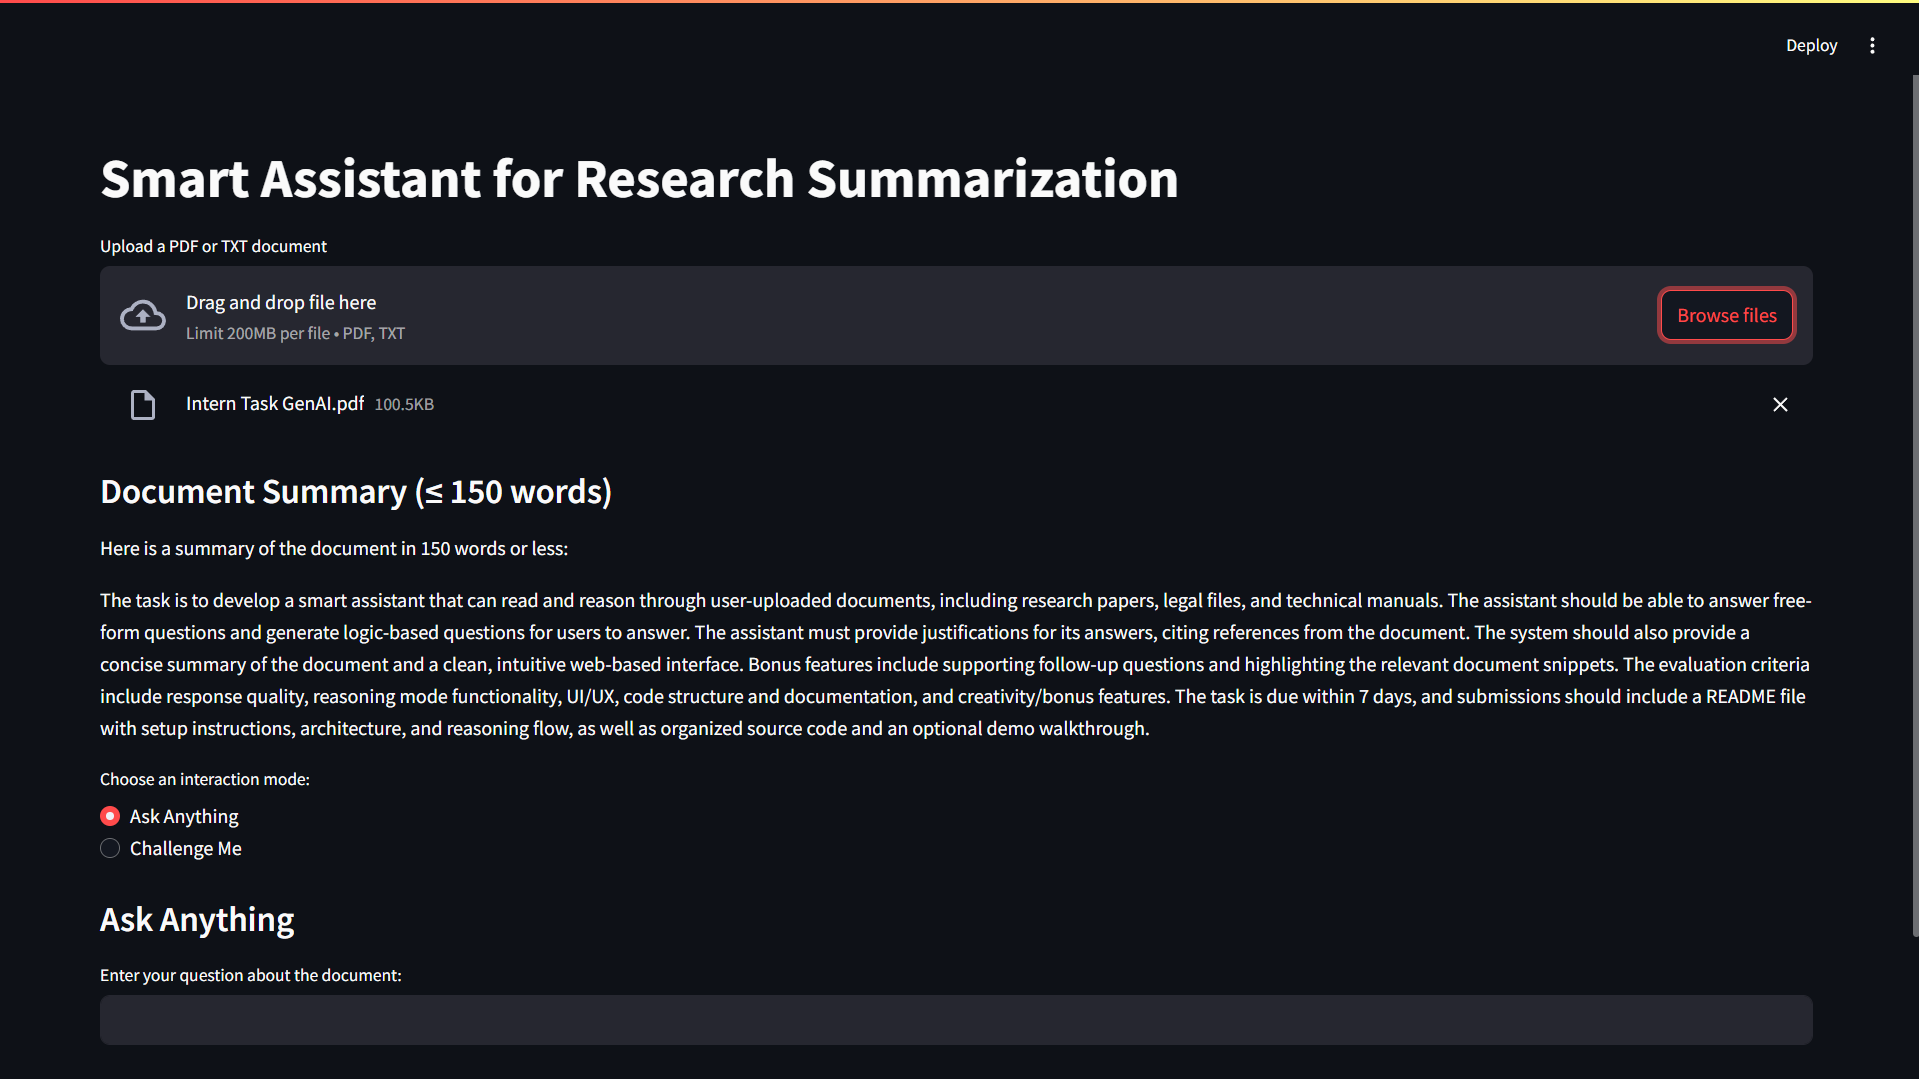 Deploy
Smart Assistant for Research Summarization
Upload a PDF or TXT document
Drag and drop file here
Limit 200MB per file • PDF, TXT
Browse files
Intern Task GenAI.pdf 100.5KB
Document Summary (≤ 150 words)
Here is a summary of the document in 150 words or less:
The task is to develop a smart assistant that can read and reason through user-uploaded documents, including research papers, legal files, and technical manuals. The assistant should be able to answer free-
form questions and generate logic-based questions for users to answer. The assistant must provide justifications for its answers, citing references from the document. The system should also provide a
concise summary of the document and a clean, intuitive web-based interface. Bonus features include supporting follow-up questions and highlighting the relevant document snippets. The evaluation criteria
include response quality, reasoning mode functionality, UI/UX, code structure and documentation, and creativity/bonus features. The task is due within 7 days, and submissions should include a README file
with setup instructions, architecture, and reasoning flow, as well as organized source code and an optional demo walkthrough.
Choose an interaction mode:
Ask Anything
Challenge Me
Ask Anything
Enter your question about the document: